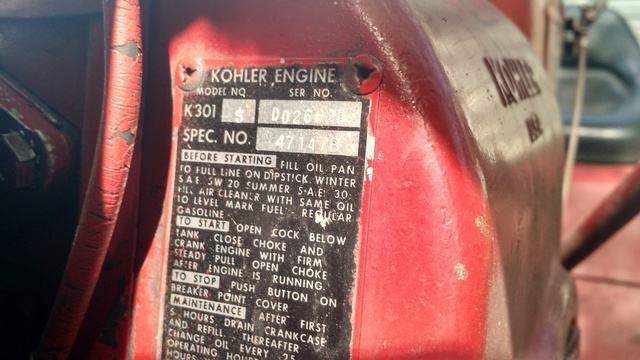 KOHLER ENGINE
MODEL NO. SER NO.
K301 S
SPEC. NO. 4714
BEFORE STARTING FILL OIL PAN
TO FULL LINE ON DIPSTICK. WINTER
S.A.E. 5W 20 SUMMER S.A.E. 30.
FILL AIR CLEANER WITH SAME OIL
TO LEVEL MARK FUEL, REGULAR
GASOLINE
TO START OPEN COCK BELOW
TANK CLOSE CHOKE AND
CRANK ENGINE WITH FIRM
STEADY PULL OPEN CHOKE
AFTER ENGINE IS RUNNING
TO STOP PUSH BUTTON ON
BREAKER POINT COVER
MAINTENANCE AFTER FIRST
5 HOURS DRAIN CRANKCASE
AND REFILL. THEREAFTER
CHANGE OIL EVERY 25
OPERATING HOURS
KOHLER